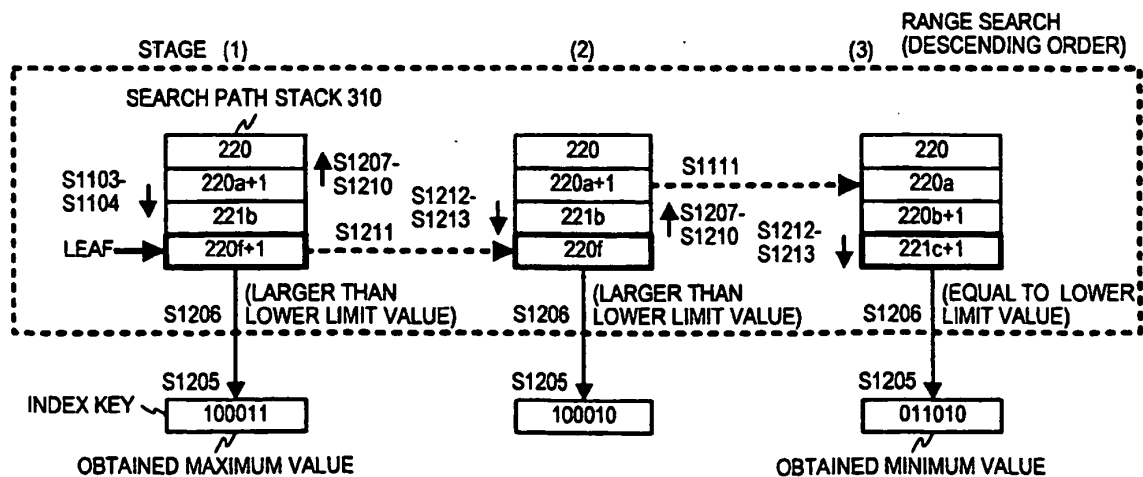 RANGE SEARCH
(DESCENDING ORDER)
STAGE (1) (2) (3)
SEARCH PATH STACK 310
220
220a+1
221b
220f+1
S1103-
S1104
LEAF
S1207-
S1210
S1211
S1212-
S1213
220
220a+1
221b
220f
S1111
S1207-
S1210
S1212-
S1213
220
220a
220b+1
221c+1
S1206
(LARGER THAN
LOWER LIMIT VALUE)
S1206
(LARGER THAN
LOWER LIMIT VALUE)
S1206
(EQUAL TO LOWER
LIMIT VALUE)
S1205
S1205
S1205
INDEX KEY
100011
100010
011010
OBTAINED MAXIMUM VALUE
OBTAINED MINIMUM VALUE